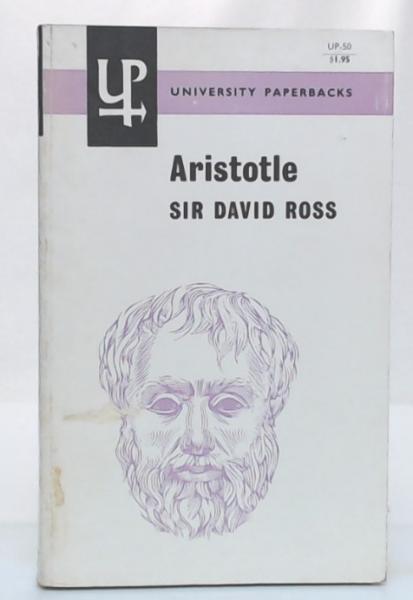 UP
UP-50
$1.95
UNIVERSITY PAPERBACKS
Aristotle
SIR DAVID ROSS